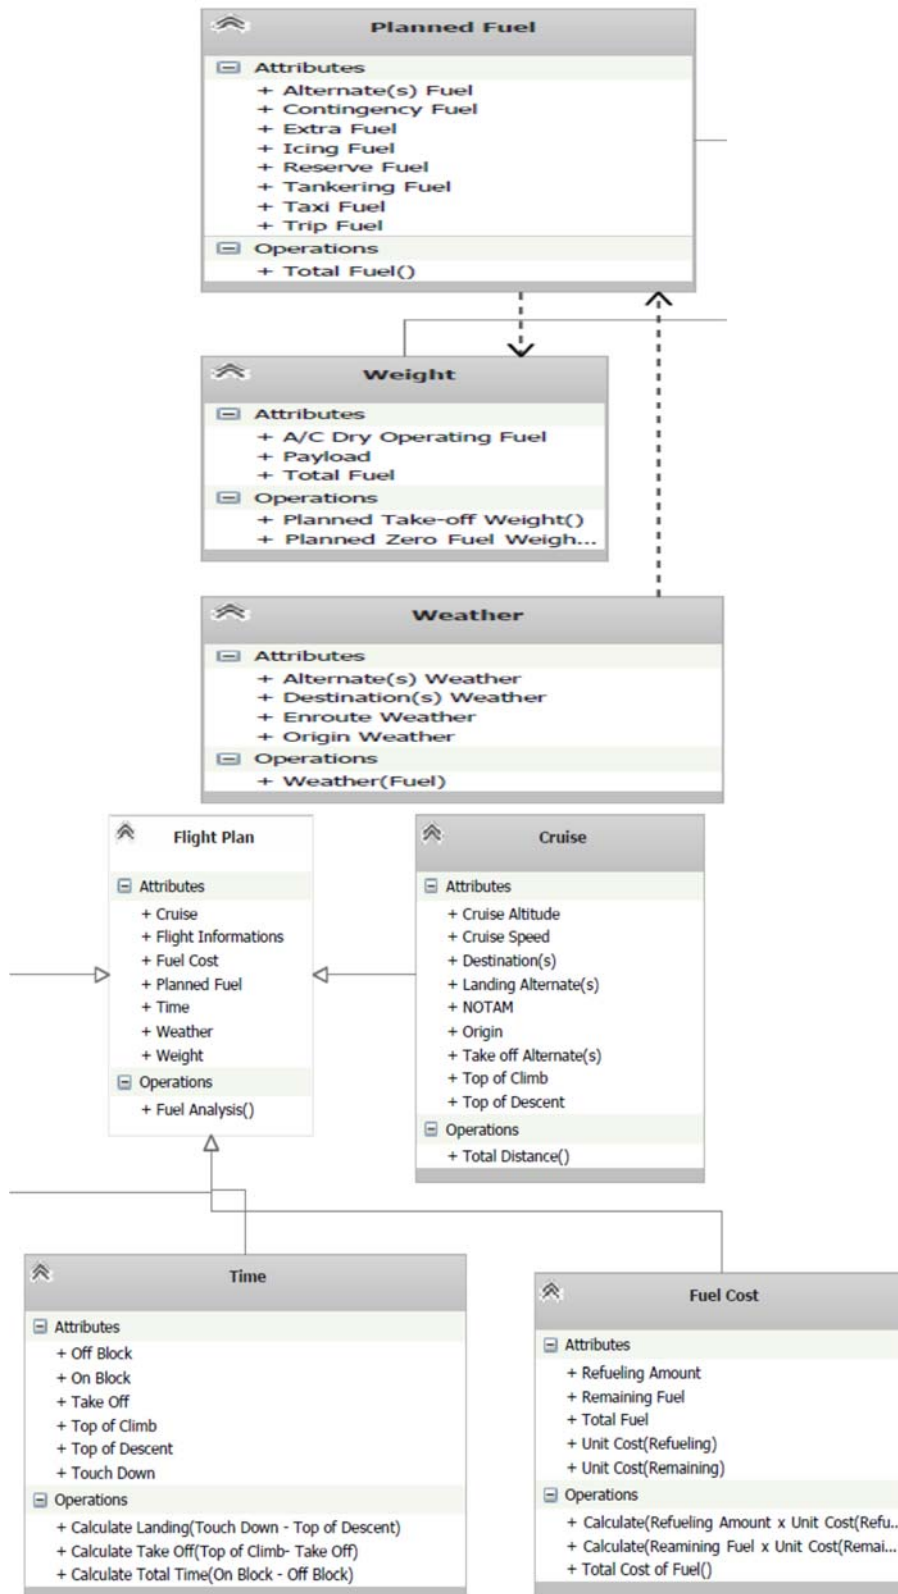 Planned Fuel
Attributes
+ Alternate(s) Fuel
+ Contingency Fuel
+ Extra Fuel
+ Icing Fuel
+ Reserve Fuel
+ Tankering Fuel
+ Taxi Fuel
+ Trip Fuel
Operations
+ Total Fuel()
Weight
Attributes
+ A/C Dry Operating Fuel
+ Payload
+ Total Fuel
Operations
+ Planned Take-off Weight()
+ Planned Zero Fuel Weigh...
Weather
Attributes
+ Alternate(s) Weather
+ Destination(s) Weather
+ Enroute Weather
+ Origin Weather
Operations
+ Weather(Fuel)
Flight Plan
Attributes
+ Cruise
+ Flight Informations
+ Fuel Cost
+ Planned Fuel
+ Time
+ Weather
+ Weight
Operations
+ Fuel Analysis()
Cruise
Attributes
+ Cruise Altitude
+ Cruise Speed
+ Destination(s)
+ Landing Alternate(s)
+ NOTAM
+ Origin
+ Take off Alternate(s)
+ Top of Climb
+ Top of Descent
Operations
+ Total Distance()
Time
Attributes
+ Off Block
+ On Block
+ Take Off
+ Top of Climb
+ Top of Descent
+ Touch Down
Operations
+ Calculate Landing(Touch Down - Top of Descent)
+ Calculate Take Off(Top of Climb- Take Off)
+ Calculate Total Time(On Block - Off Block)
Fuel Cost
Attributes
+ Refueling Amount
+ Remaining Fuel
+ Total Fuel
+ Unit Cost(Refueling)
+ Unit Cost(Remaining)
Operations
+ Calculate(Refueling Amount x Unit Cost(Refu...
+ Calculate(Reamining Fuel x Unit Cost(Remai...
+ Total Cost of Fuel()